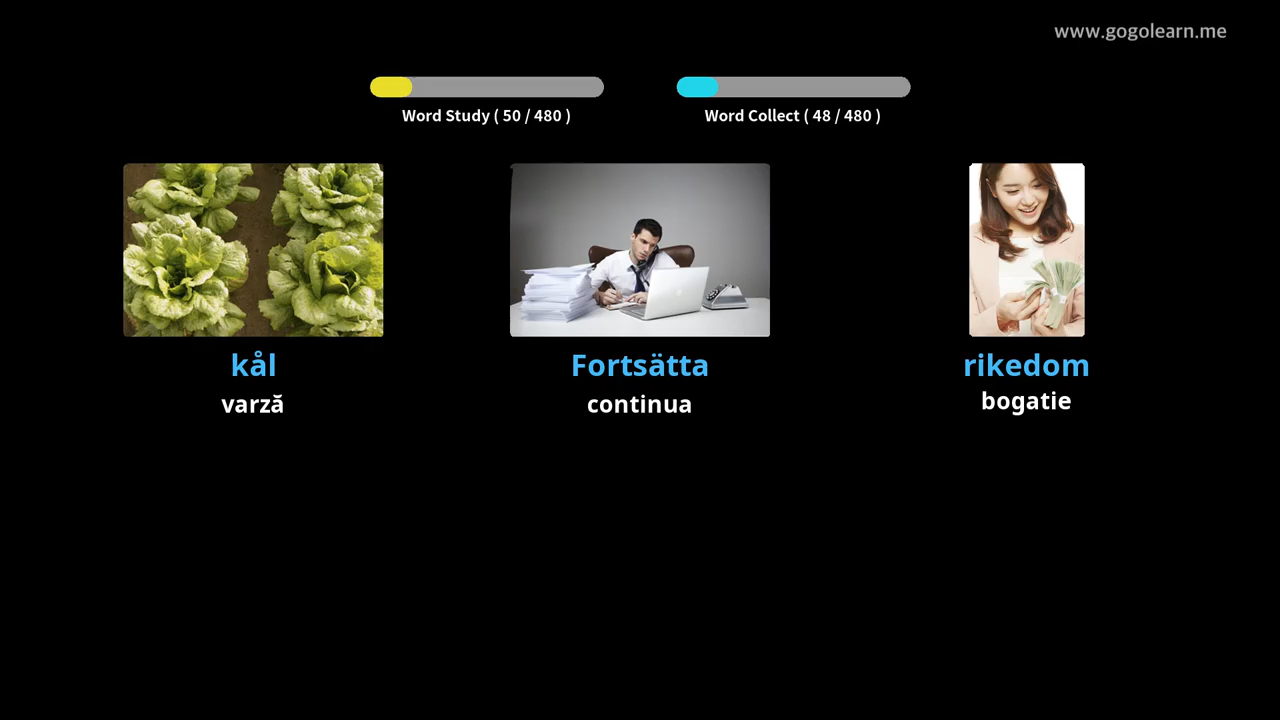 www.gogolearn.me
Word Study ( 50 / 480 )
Word Collect ( 48 / 480 )
kål
Fortsätta
rikedom
varză
continua
bogatie